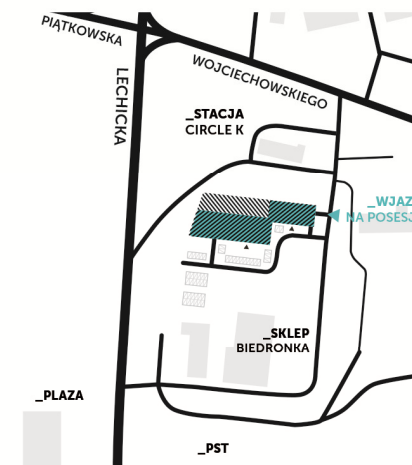 PIĄTKOWSKA
WOJCIECHOWSKIEGO
LECHICKA
_STACJA
CIRCLE K
_WJAZ
NA POSESJ
_SKLEP
BIEDRONKA
_PLAZA
_PST